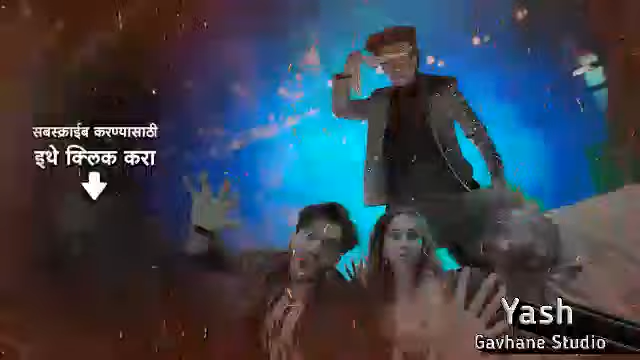 सबस्क्राईब करण्यासाठी
इथे क्लिक करा
Yash
Gavhane Studio